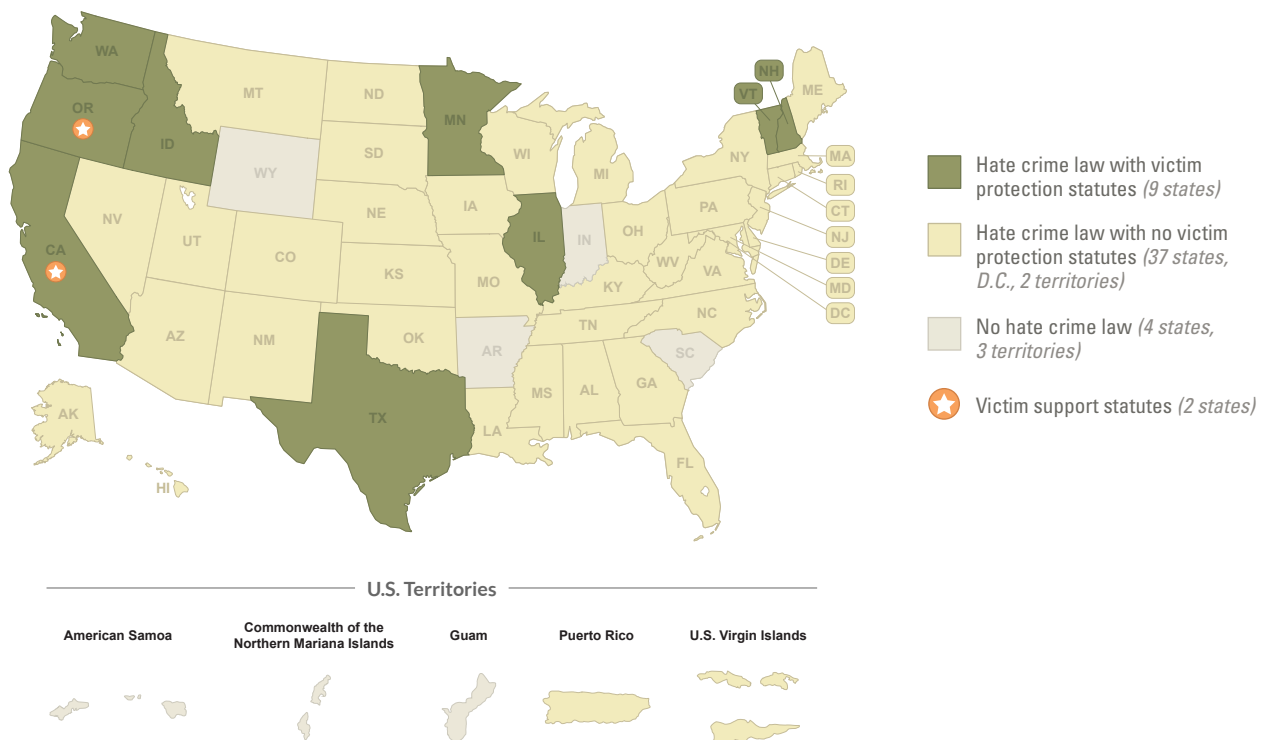 WA
OR
CA
ID
NV
MT
WY
UT
AZ
CO
NM
ND
SD
NE
KS
OK
TX
MN
IA
MO
AR
LA
WI
IL
MI
IN
OH
KY
TN
MS
AL
GA
FL
SC
NC
VA
WV
PA
NY
VT
NH
ME
MA
RI
CT
NJ
DE
MD
DC
AK
HI
Hate crime law with victim
protection statutes (9 states)
Hate crime law with no victim
protection statutes (37 states,
D.C., 2 territories)
No hate crime law (4 states,
3 territories)
Victim support statutes (2 states)
U.S. Territories
American Samoa
Commonwealth of the
Northern Mariana Islands
Guam
Puerto Rico
U.S. Virgin Islands